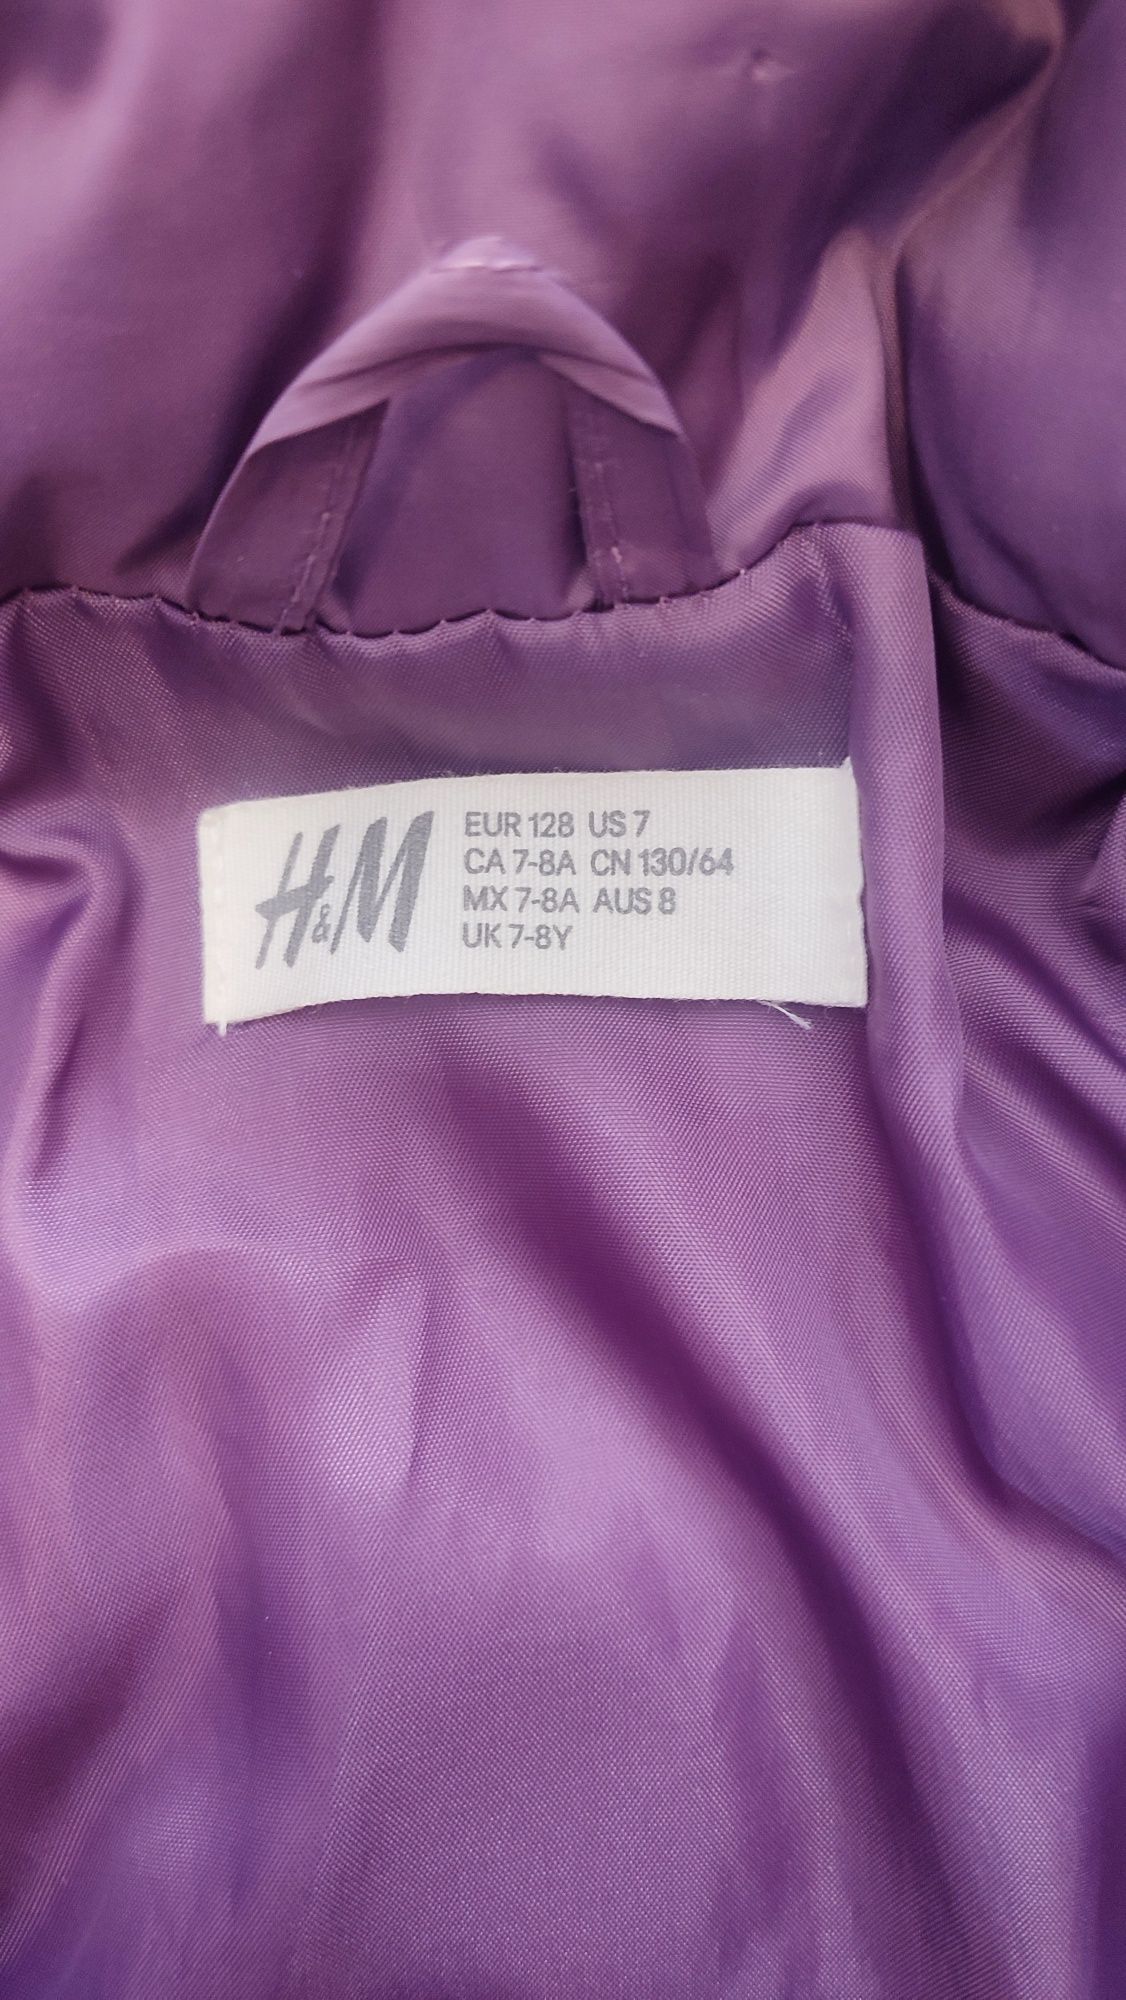 H&M
EUR 128 US 7
CA 7-8A CN 130/64
MX 7-8A AUS 8
UK 7-8Y